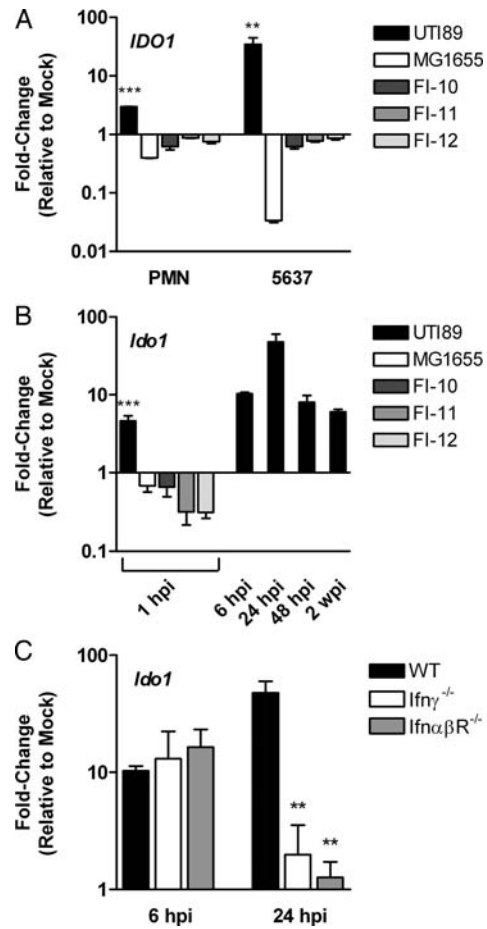 A
IDO1
Fold-Change
(Relative to Mock)
100
10
1
0.1
0.01
***
**
PMN
5637
UTI89
MG1655
FI-10
FI-11
FI-12
B
Ido1
Fold-Change
(Relative to Mock)
100
10
1
0.1
***
1 hpi
6 hpi
24 hpi
48 hpi
2 wpi
UTI89
MG1655
FI-10
FI-11
FI-12
C
Ido1
Fold-Change
(Relative to Mock)
100
10
1
**
**
6 hpi
24 hpi
WT
Ifnγ-/-
IfnαβR-/-